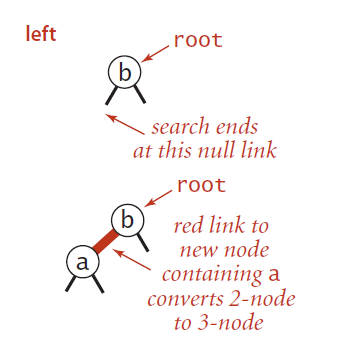 left
root
b
search ends
at this null link
root
b
red link to
new node
a
containing a
converts 2-node
to 3-node